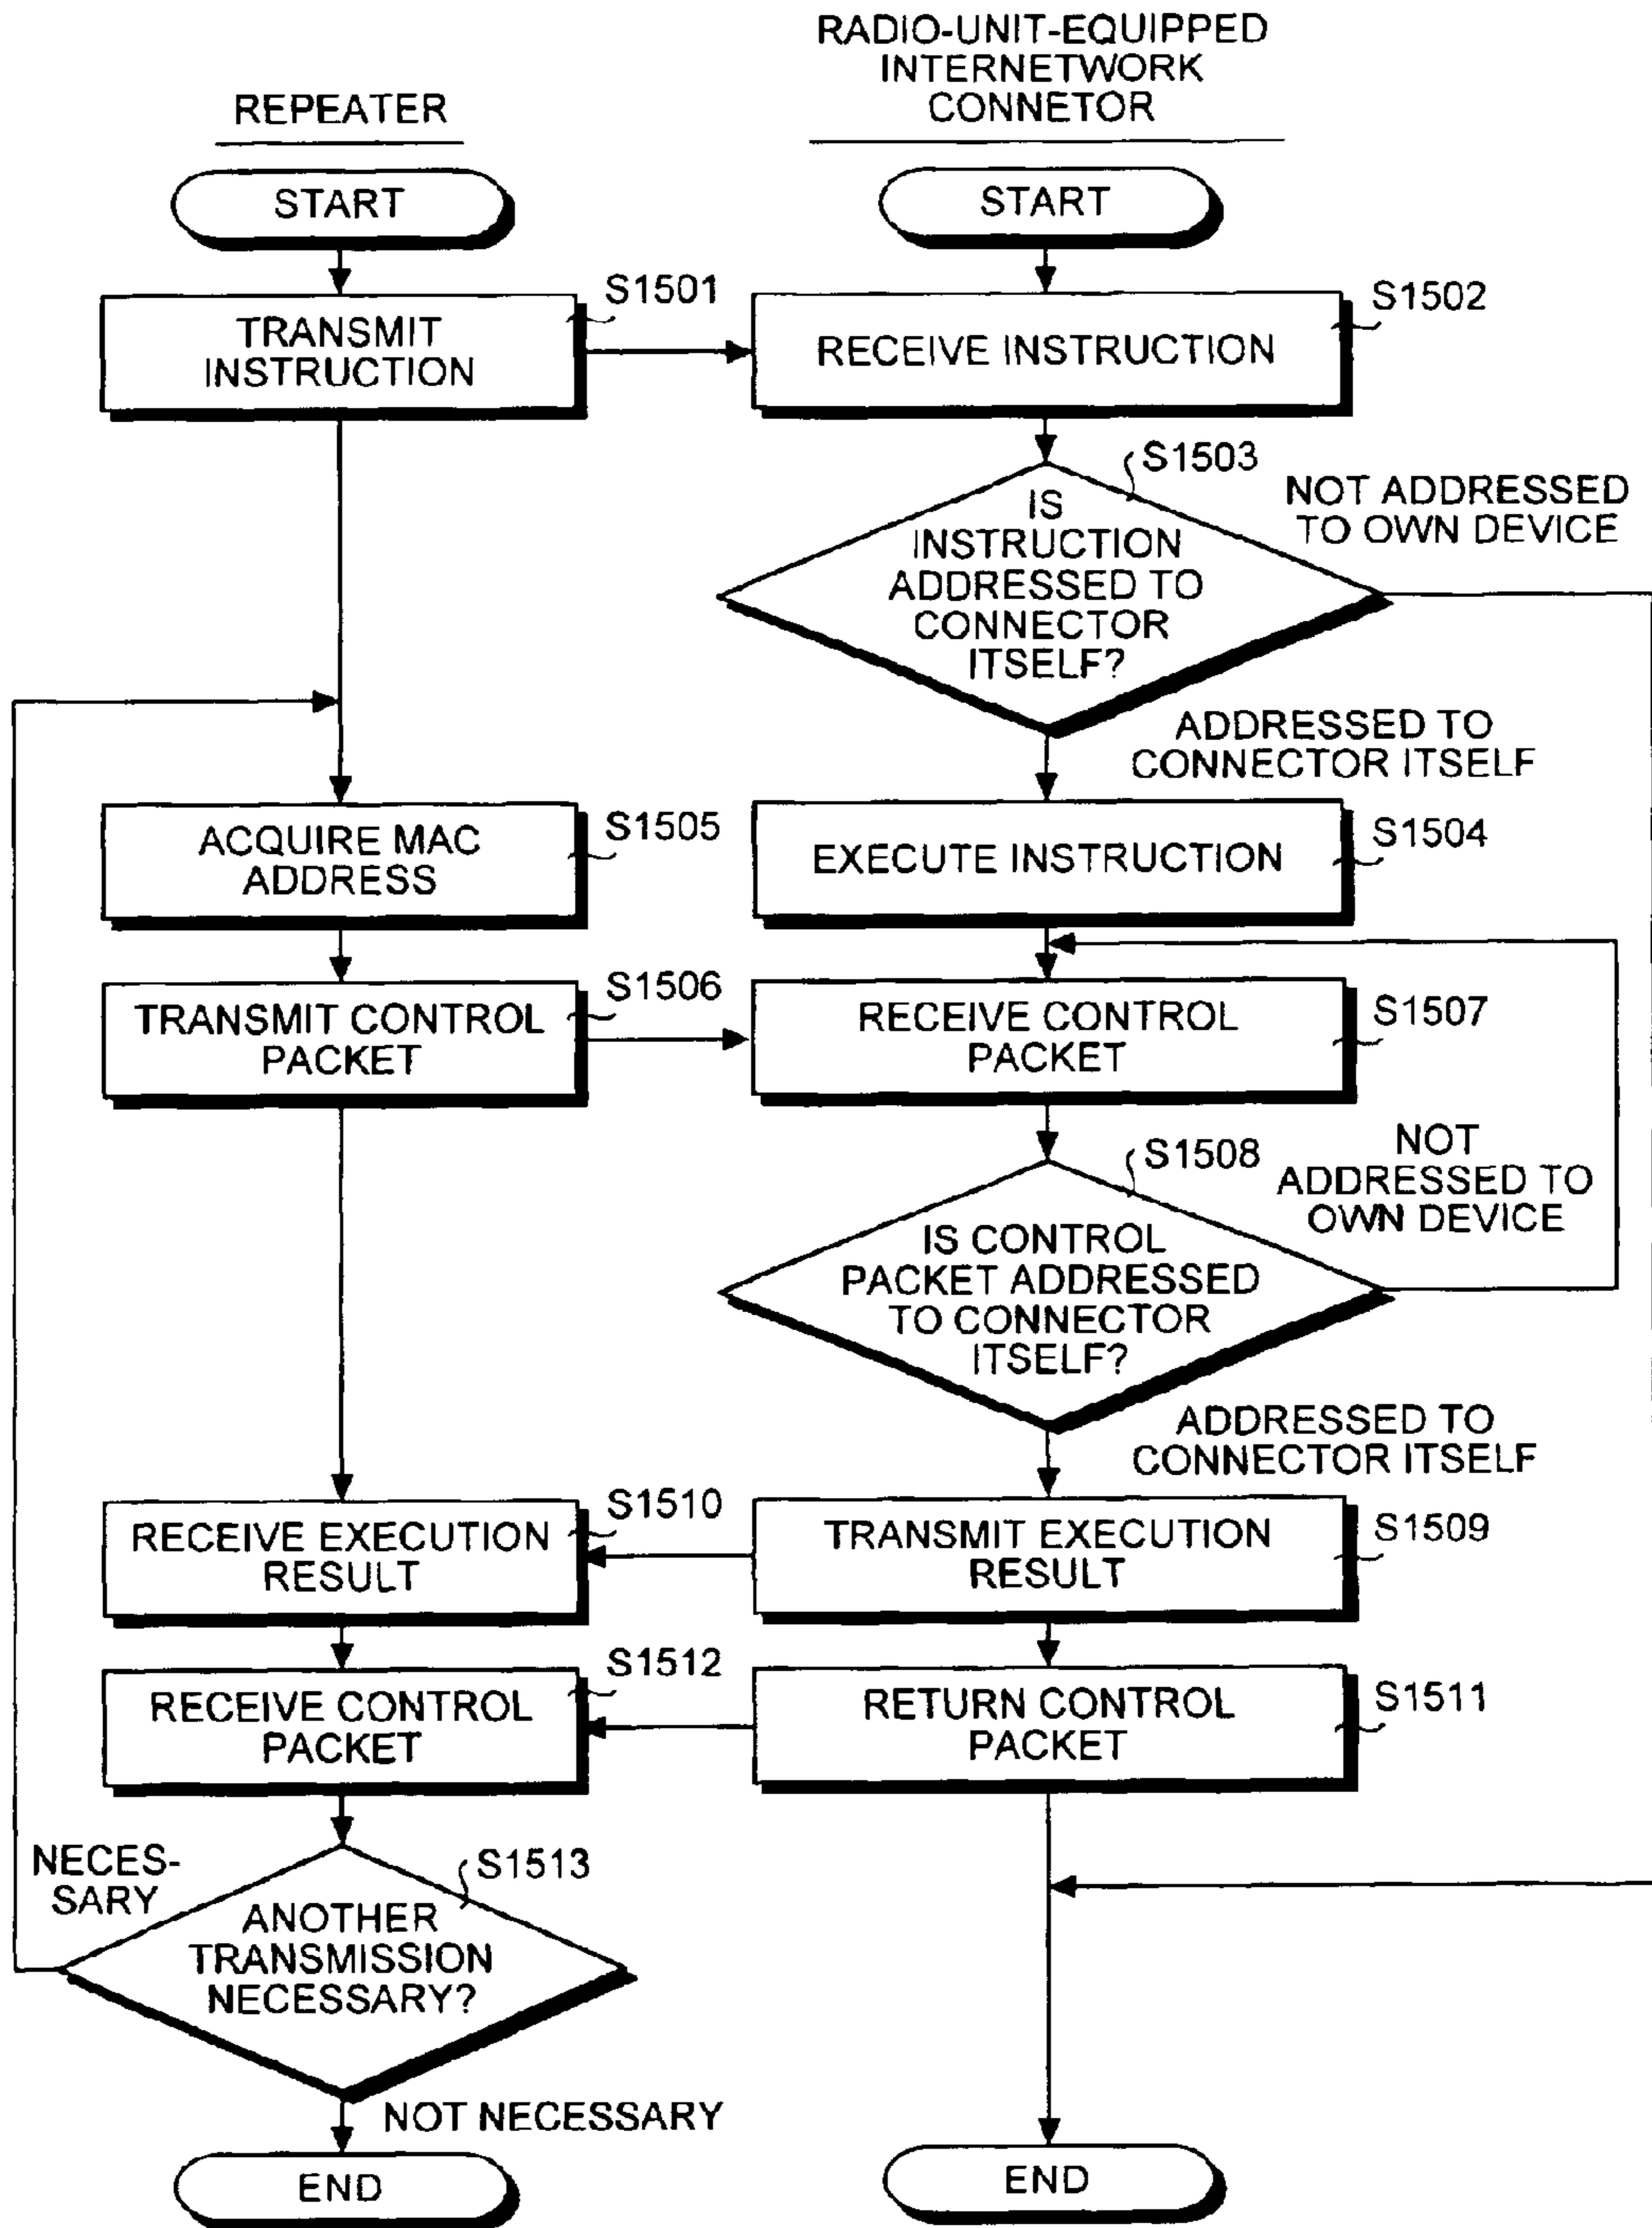 RADIO-UNIT-EQUIPPED
INTERNETWORK
CONNETOR
REPEATER
START
START
S1501
TRANSMIT
INSTRUCTION
S1502
RECEIVE INSTRUCTION
S1503
IS
INSTRUCTION
ADDRESSED TO
CONNECTOR
ITSELF?
NOT ADDRESSED
TO OWN DEVICE
ADDRESSED TO
CONNECTOR ITSELF
ACQUIRE MAC
ADDRESS
S1505
EXECUTE INSTRUCTION
S1504
TRANSMIT CONTROL
PACKET
S1506
RECEIVE CONTROL
PACKET
S1507
S1508
IS CONTROL
PACKET ADDRESSED
TO CONNECTOR
ITSELF?
NOT
ADDRESSED TO
OWN DEVICE
ADDRESSED TO
CONNECTOR ITSELF
RECEIVE EXECUTION
RESULT
S1510
TRANSMIT EXECUTION
RESULT
S1509
RECEIVE CONTROL
PACKET
S1512
RETURN CONTROL
PACKET
S1511
NECES-
SARY
S1513
ANOTHER
TRANSMISSION
NECESSARY?
NOT NECESSARY
END
END